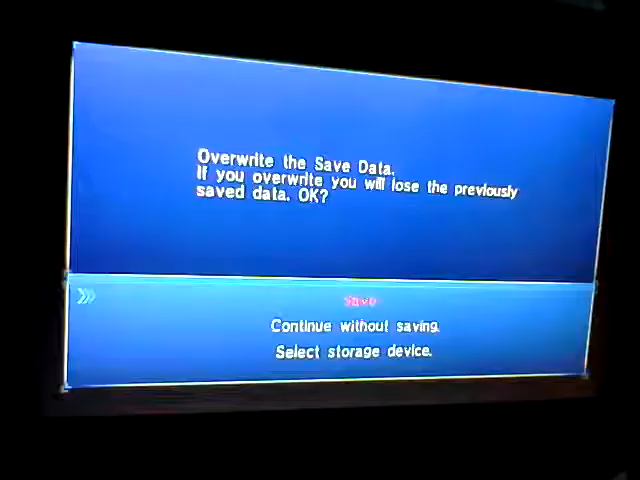 Overwrite the Save Data.
If you overwrite you will lose the previously
saved data. OK?
Save
Continue without saving.
Select storage device.